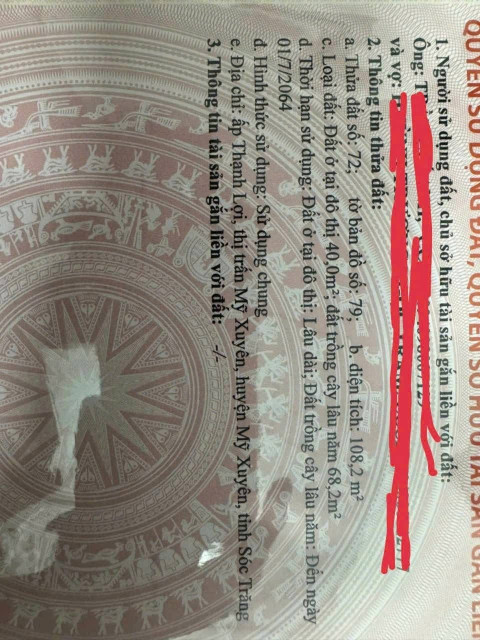 QUYỀN SỬ DỤNG ĐẤT, QUYỀN SỞ HỮU TÀI SẢN GẮN LIỀN
1. Người sử dụng đất, chủ sở hữu tài sản gắn liền với đất:
Ông:
và vợ:
2. Thông tin thửa đất:
a. Thửa đất số: 72; tờ bản đồ số: 79; b. diện tích: 108,2 m²
c. Loại đất: Đất ở tại đô thị 40,0m²; đất trồng cây lâu năm 68,2m²
d. Thời hạn sử dụng: Đất ở tại đô thị: Lâu dài; Đất trồng cây lâu năm: Đến ngày
01/7/2064
đ. Hình thức sử dụng: Sử dụng chung
e. Địa chỉ: ấp Thạnh Lợi, thị trấn Mỹ Xuyên, huyện Mỹ Xuyên, tỉnh Sóc Trăng
3. Thông tin tài sản gắn liền với đất: -/-